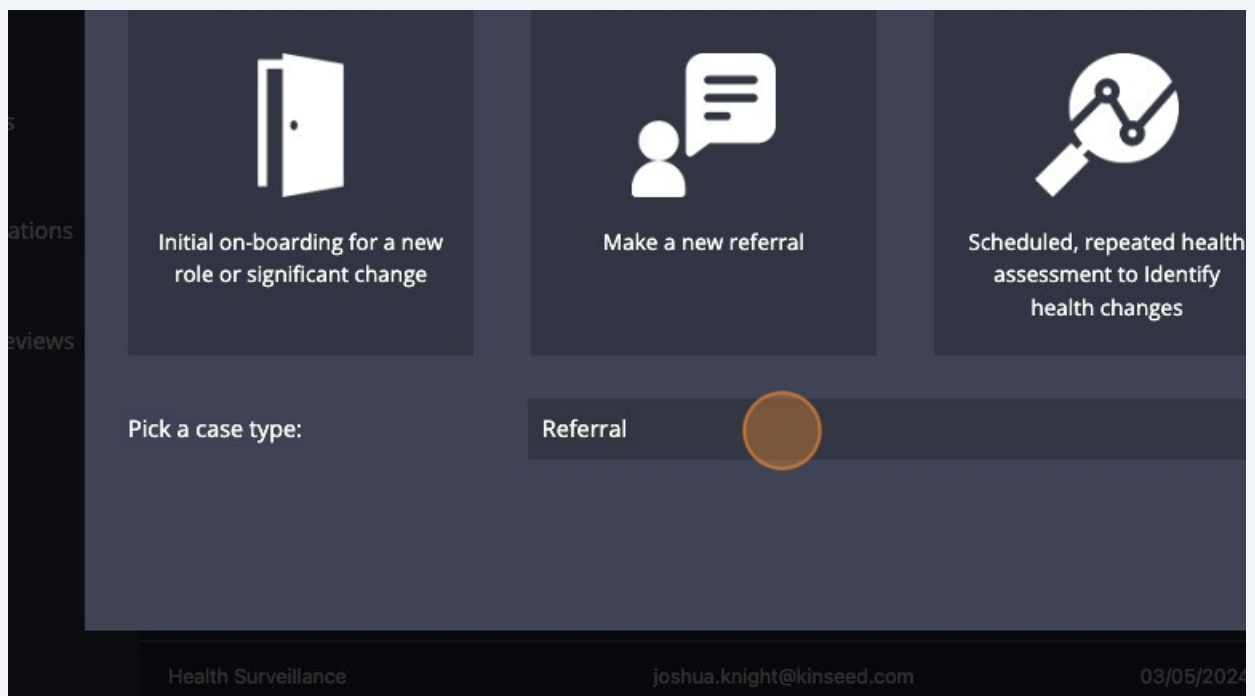 s
ations
eviews
Initial on-boarding for a new
role or significant change
Make a new referral
Scheduled, repeated health
assessment to Identify
health changes
Pick a case type:
Referral
Health Surveillance
joshua.knight@kinseed.com
03/05/2024